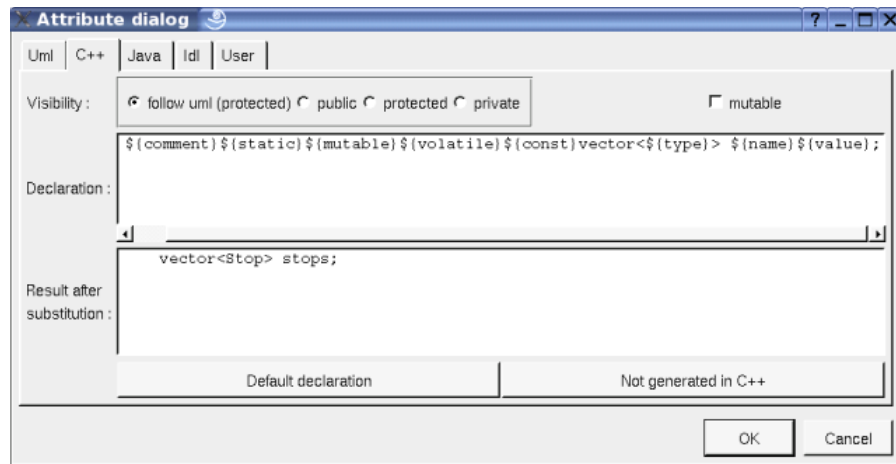 Attribute dialog ?
Uml C++ Java Idl User
Visibility : follow uml (protected) public protected private mutable
${comment}${static}${mutable}${volatile}${const}vector<${type}> ${name}${value};
Declaration :
vector<Stop> stops;
Result after
substitution :
Default declaration Not generated in C++
OK Cancel